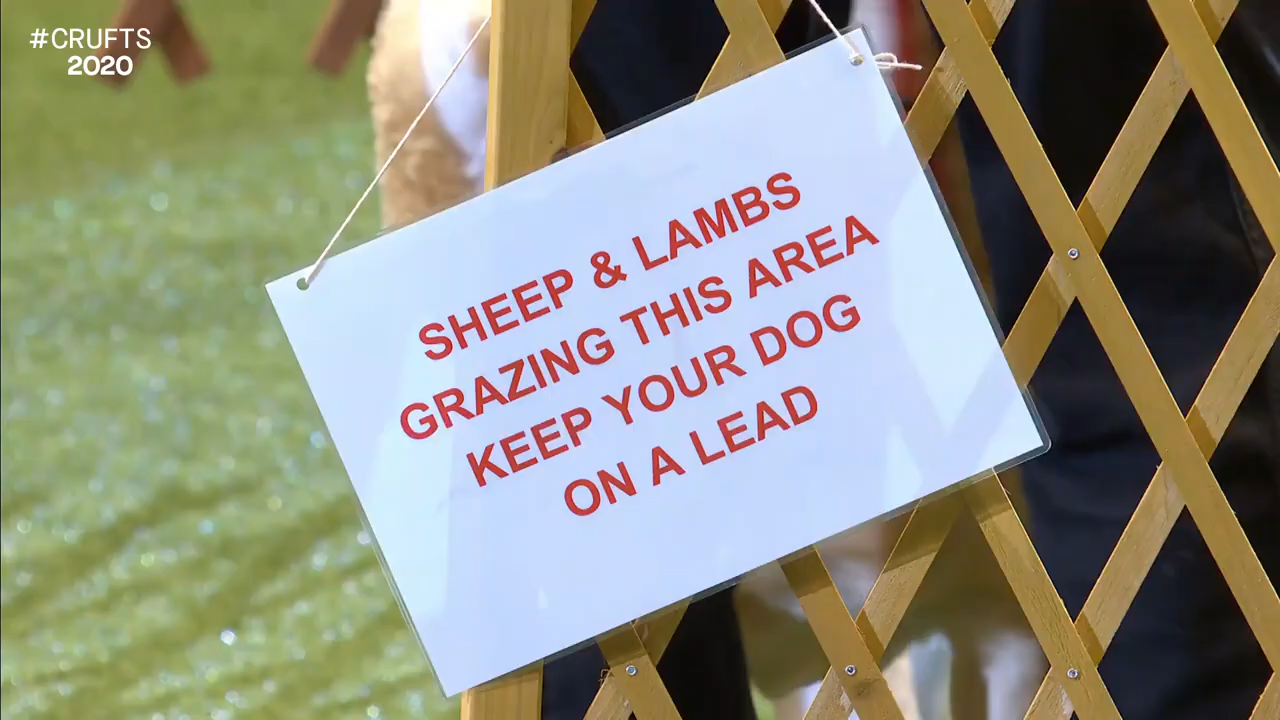 #CRUFTS
2020
SHEEP & LAMBS
GRAZING THIS AREA
KEEP YOUR DOG
ON A LEAD